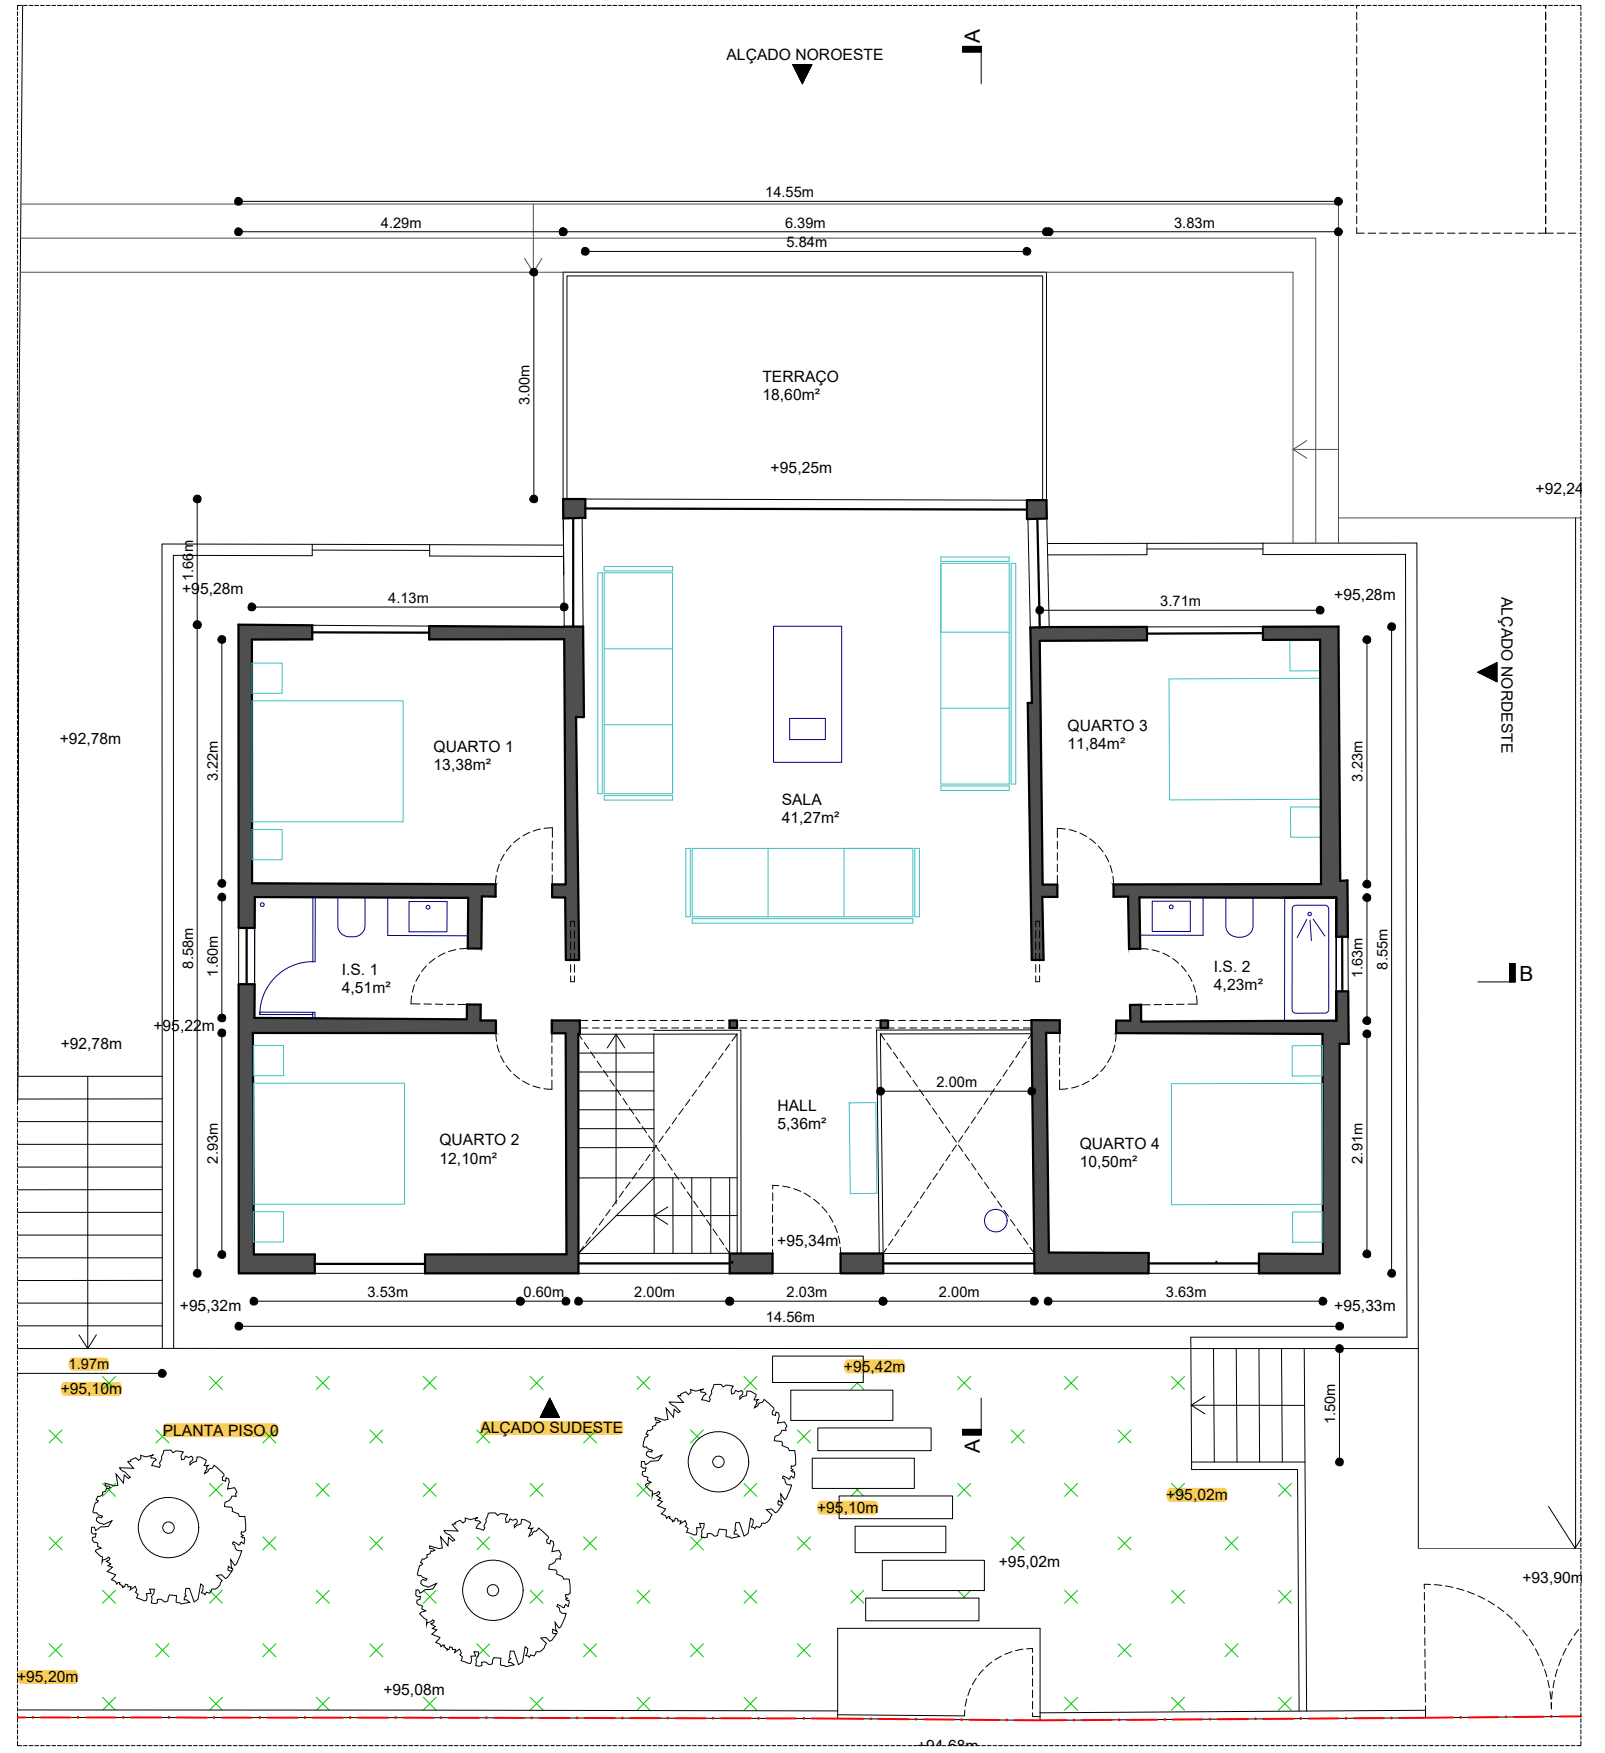 ALÇADO NOROESTE
A
14.55m
4.29m
6.39m
3.83m
5.84m
3.00m
TERRAÇO
18,60m²
+95,25m
+92,24
1.66m
+95,28m
4.13m
3.71m
+95,28m
ALÇADO NORDESTE
+92,78m
3.22m
QUARTO 1
13,38m²
SALA
41,27m²
QUARTO 3
11,84m²
3.23m
8.58m
1.60m
I.S. 1
4,51m²
I.S. 2
4,23m²
1.63m
8.55m
B
+95,22m
+92,78m
2.00m
HALL
5,36m²
2.93m
QUARTO 2
12,10m²
QUARTO 4
10,50m²
2.91m
+95,34m
3.53m
0.60m
2.00m
2.03m
2.00m
3.63m
+95,32m
+95,33m
14.56m
1.97m
+95,10m
+95,42m
1.50m
PLANTA PISO 0
ALÇADO SUDESTE
A
+95,10m
+95,02m
+95,02m
+93,90m
+95,20m
+95,08m
+94,68m